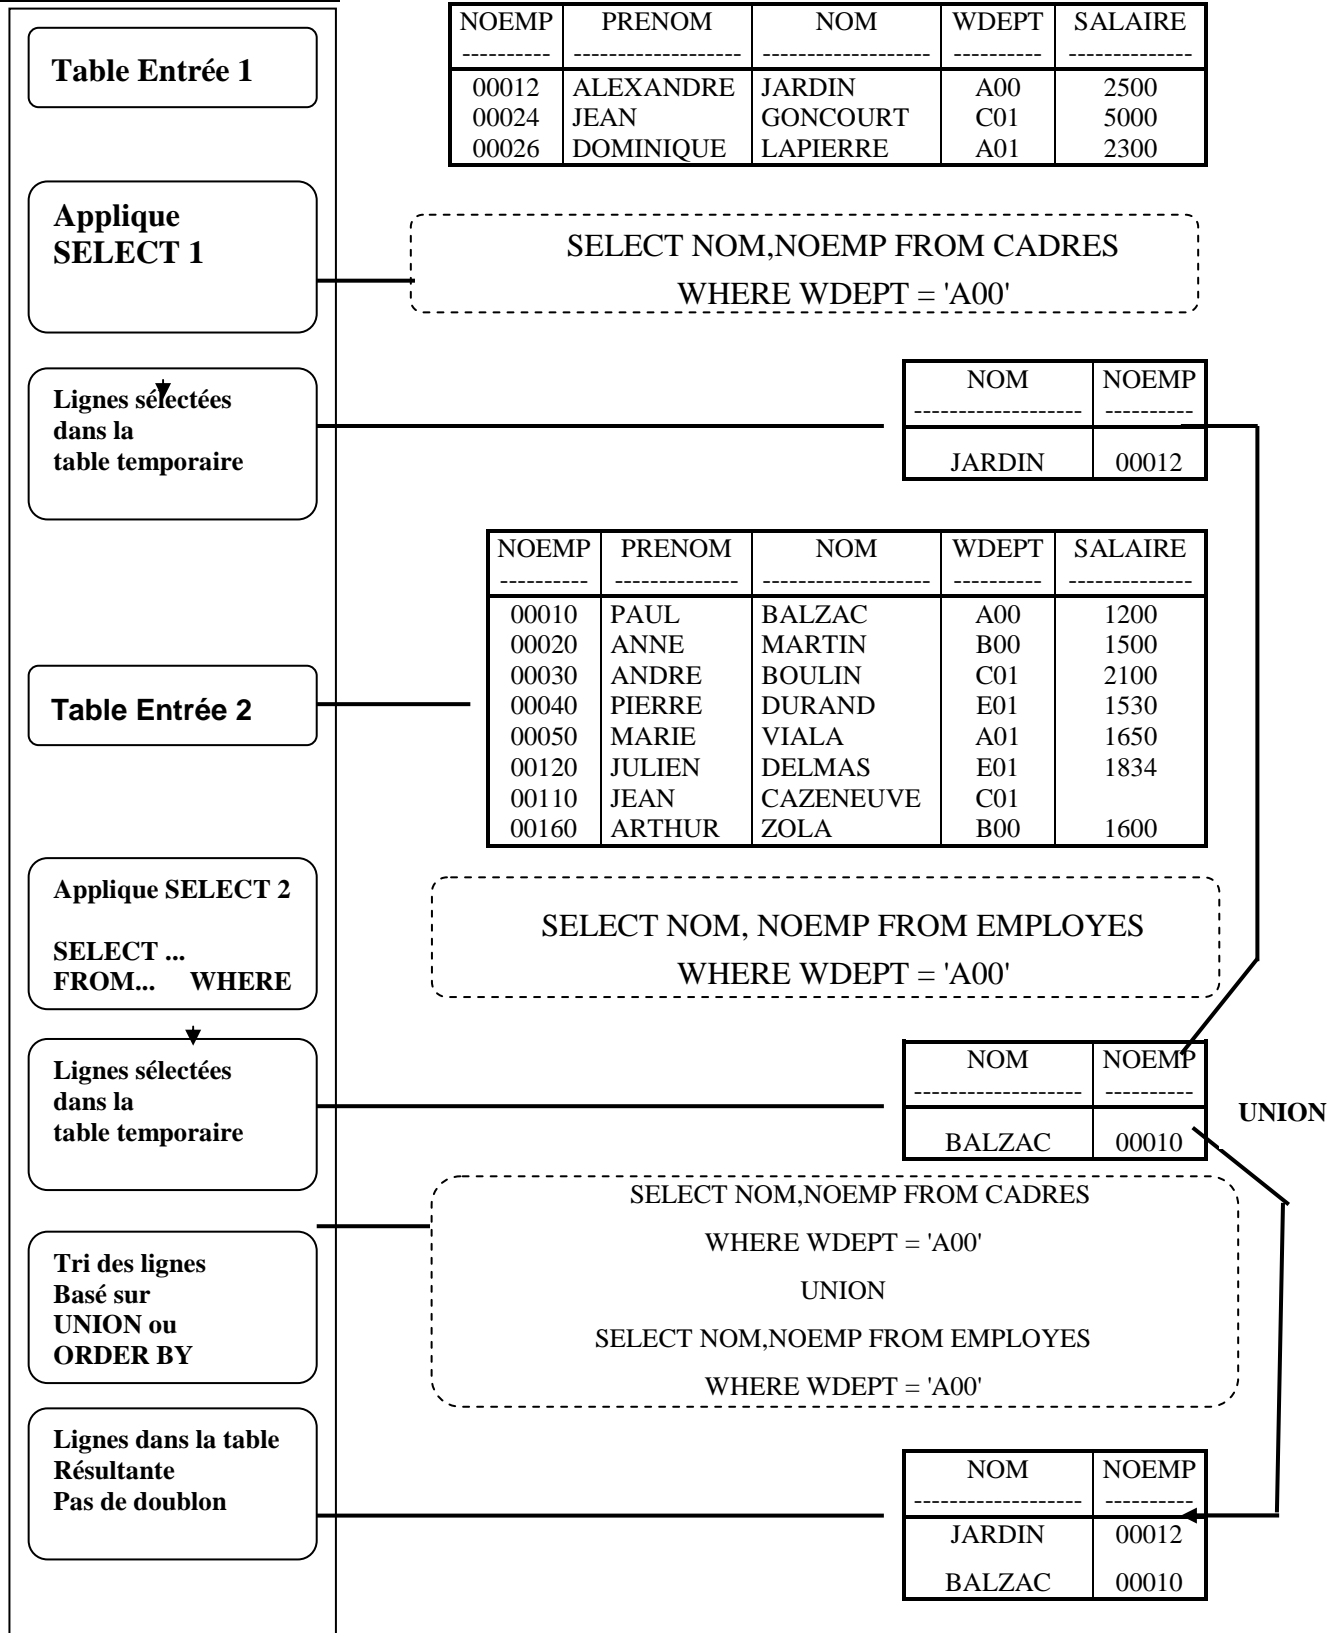 Table Entrée 1
NOEMP PRENOM NOM WDEPT SALAIRE
---------- ------------------- ------------------- ---------- --------------
00012 ALEXANDRE JARDIN A00 2500
00024 JEAN GONCOURT C01 5000
00026 DOMINIQUE LAPIERRE A01 2300
Applique
SELECT 1
SELECT NOM,NOEMP FROM CADRES
WHERE WDEPT = 'A00'
Lignes sélectées
dans la
table temporaire
NOM NOEMP
------------------- ----------
JARDIN 00012
Table Entrée 2
NOEMP PRENOM NOM WDEPT SALAIRE
---------- -------------- ------------------- ---------- --------------
00010 PAUL BALZAC A00 1200
00020 ANNE MARTIN B00 1500
00030 ANDRE BOULIN C01 2100
00040 PIERRE DURAND E01 1530
00050 MARIE VIALA A01 1650
00120 JULIEN DELMAS E01 1834
00110 JEAN CAZENEUVE C01
00160 ARTHUR ZOLA B00 1600
Applique SELECT 2
SELECT ...
FROM... WHERE
SELECT NOM, NOEMP FROM EMPLOYES
WHERE WDEPT = 'A00'
Lignes sélectées
dans la
table temporaire
NOM NOEMP
------------------- ----------
BALZAC 00010
UNION
Tri des lignes
Basé sur
UNION ou
ORDER BY
SELECT NOM,NOEMP FROM CADRES
WHERE WDEPT = 'A00'
UNION
SELECT NOM,NOEMP FROM EMPLOYES
WHERE WDEPT = 'A00'
Lignes dans la table
Résultante
Pas de doublon
NOM NOEMP
------------------- ----------
JARDIN 00012
BALZAC 00010